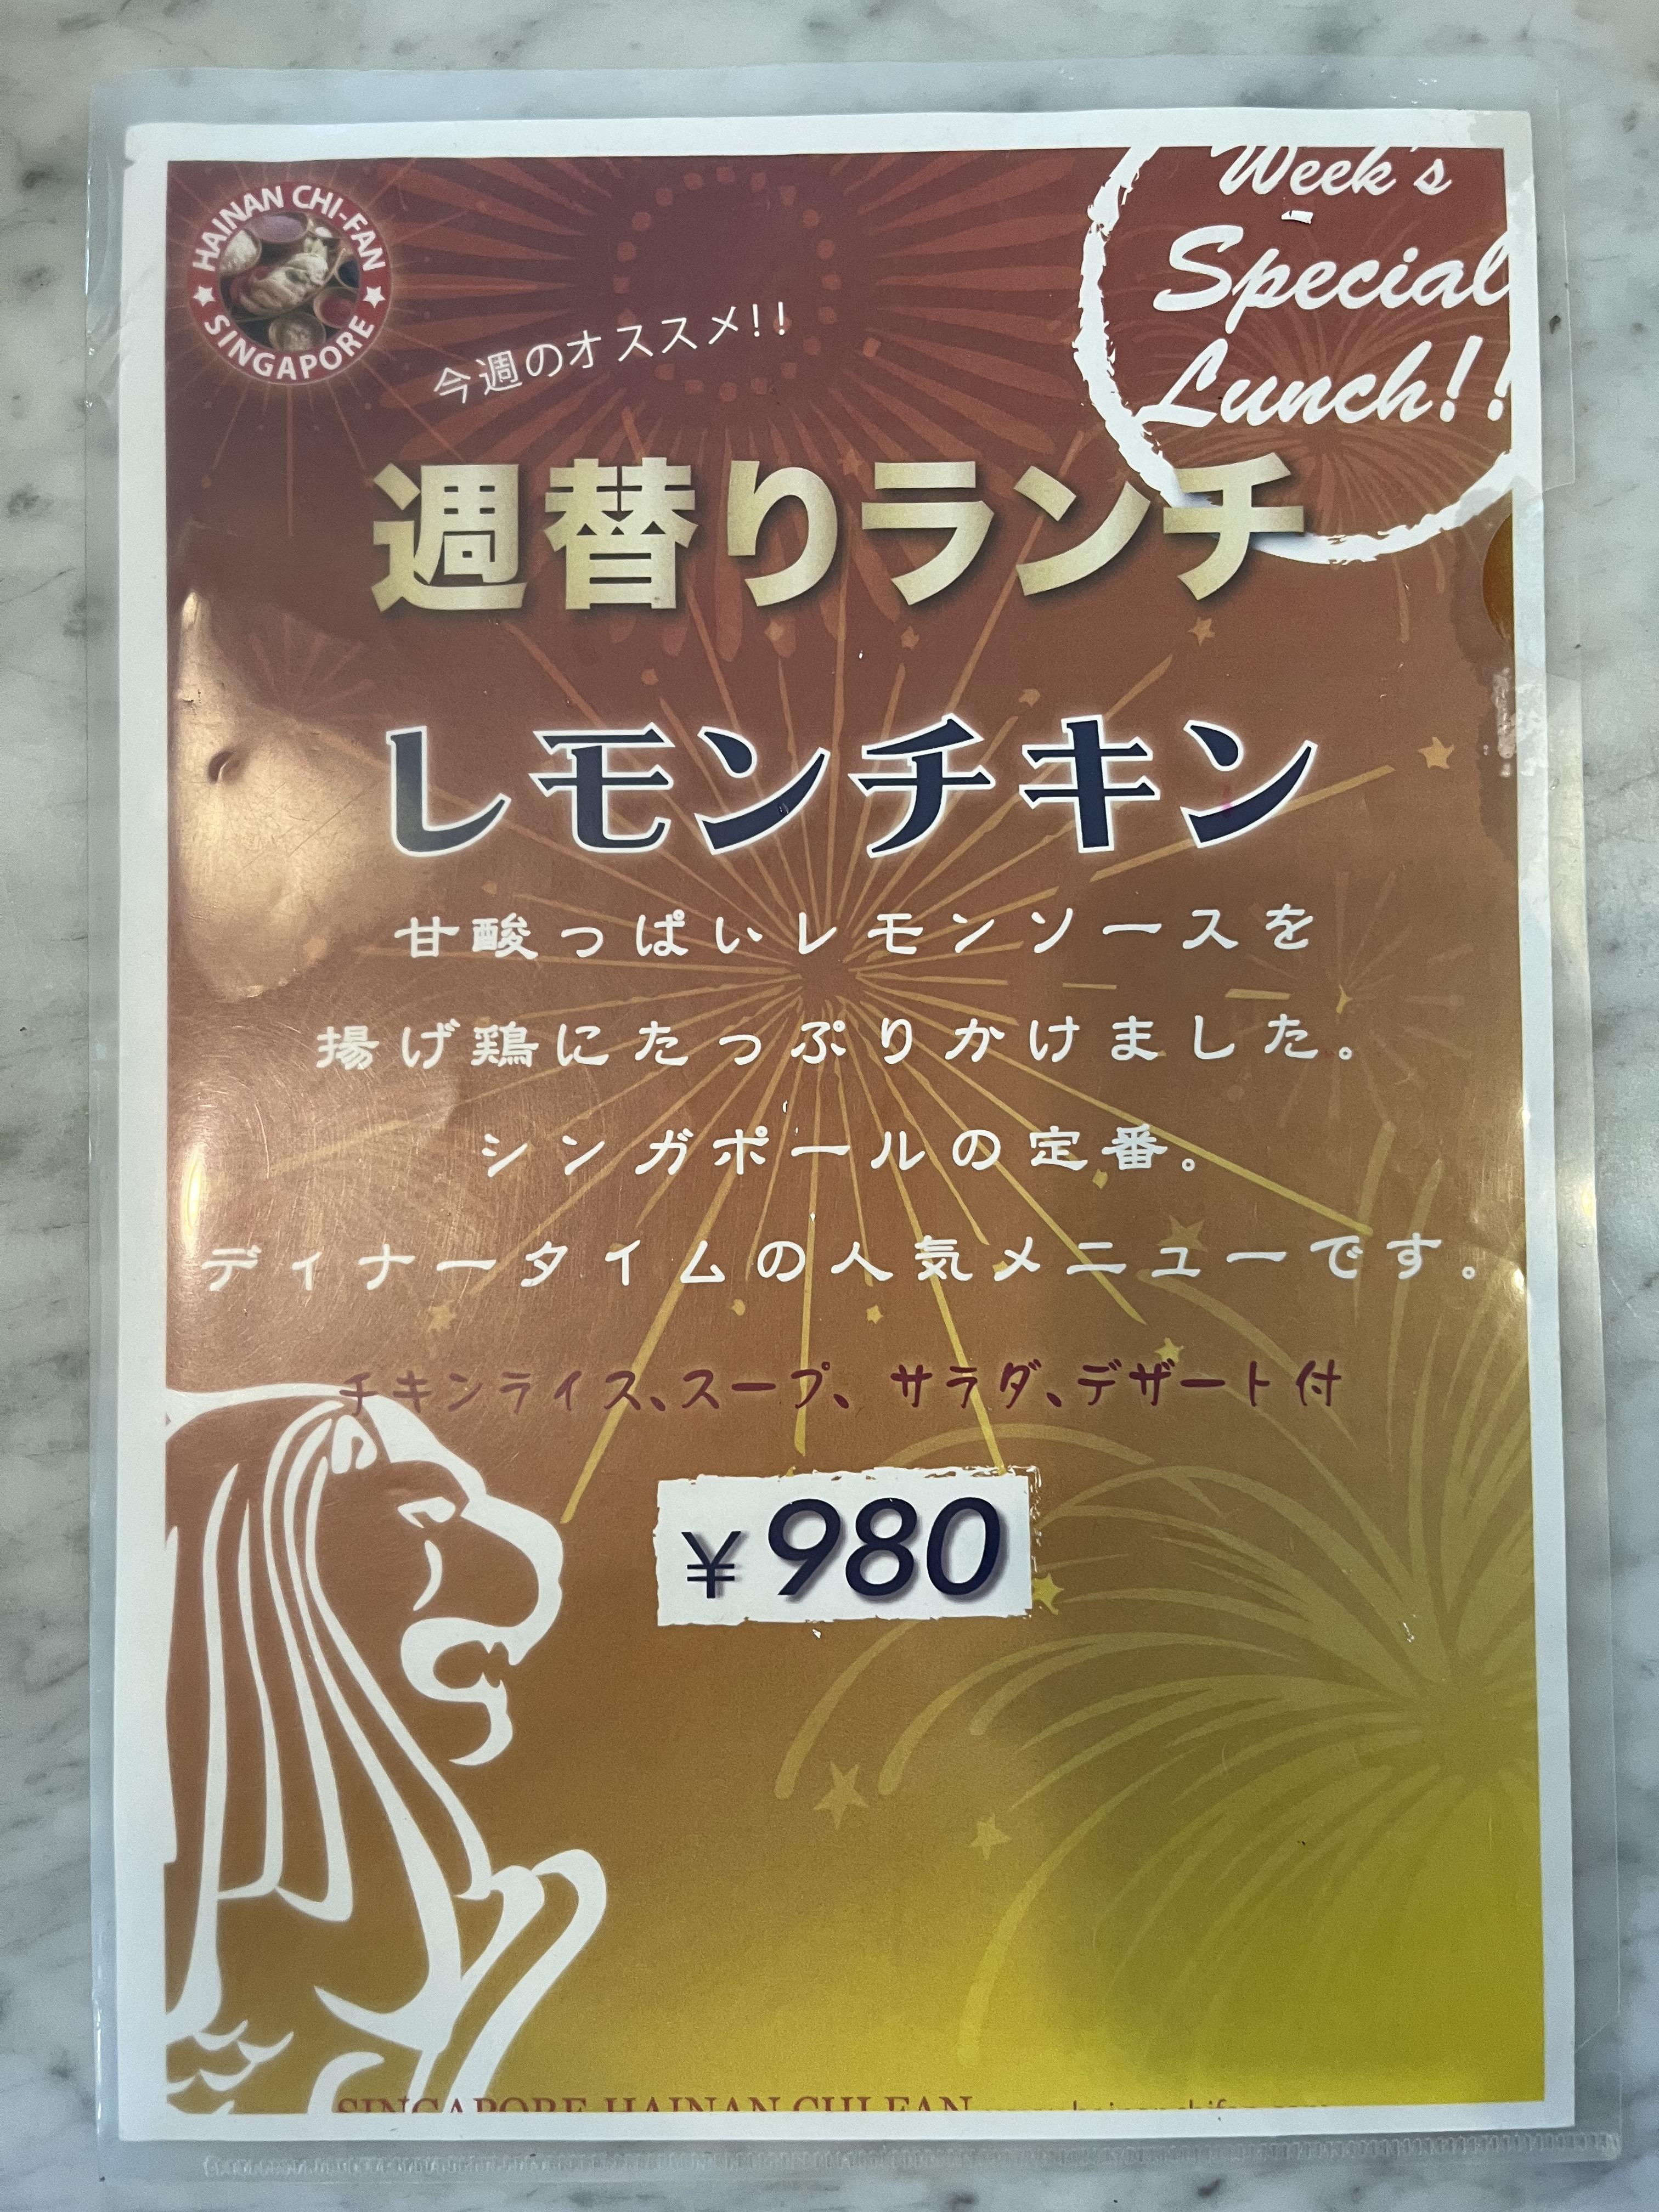 HAINAN CHI-FAN
SINGAPORE
Week's
Special
Lunch!!
今週のオススメ!!
週替りランチ
レモンチキン
甘酸っぱいレモンソースを
揚げ鶏にたっぷりかけました。
シンガポールの定番。
ディナータイムの人気メニューです。
チキンライス、スープ、サラダ、デザート付
¥980
SINGAPORE HAINAN CHI-FAN